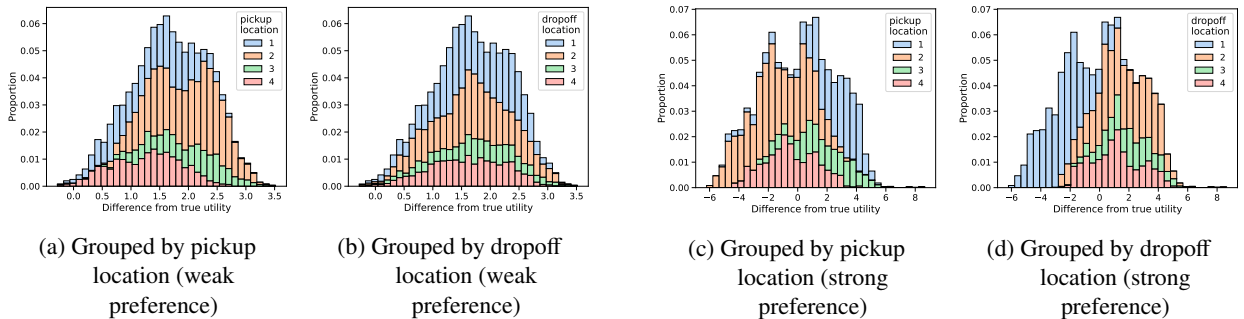 0.06
0.05
0.04
0.03
0.02
0.01
0.00
Proportion
pickup
location
1
2
3
4
0.0 0.5 1.0 1.5 2.0 2.5 3.0 3.5
Difference from true utility
(a) Grouped by pickup
location (weak
preference)
0.06
0.05
0.04
0.03
0.02
0.01
0.00
Proportion
dropoff
location
1
2
3
4
0.0 0.5 1.0 1.5 2.0 2.5 3.0 3.5
Difference from true utility
(b) Grouped by dropoff
location (weak
preference)
0.07
0.06
0.05
0.04
0.03
0.02
0.01
0.00
Proportion
pickup
location
1
2
3
4
−6 −4 −2 0 2 4 6 8
Difference from true utility
(c) Grouped by pickup
location (strong
preference)
0.07
0.06
0.05
0.04
0.03
0.02
0.01
0.00
Proportion
dropoff
location
1
2
3
4
−6 −4 −2 0 2 4 6 8
Difference from true utility
(d) Grouped by dropoff
location (strong
preference)